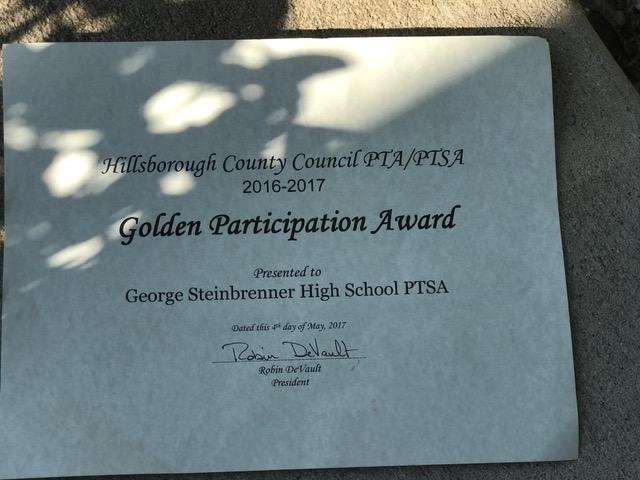 Hillsborough County Council PTA/PTSA
2016-2017
Golden Participation Award
Presented to
George Steinbrenner High School PTSA
Dated this 4th day of May, 2017
Robin DeVault
Robin DeVault
President